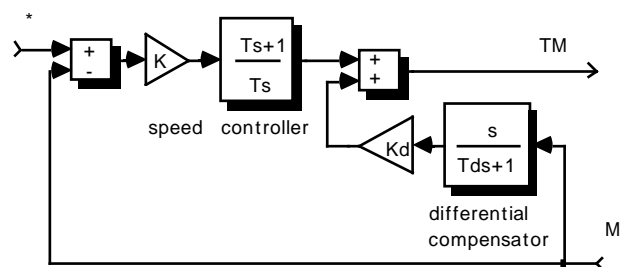 *
+
-
K
Ts+1
Ts
+
+
TM
speed controller
Kd
s
Tds+1
differential
compensator
M